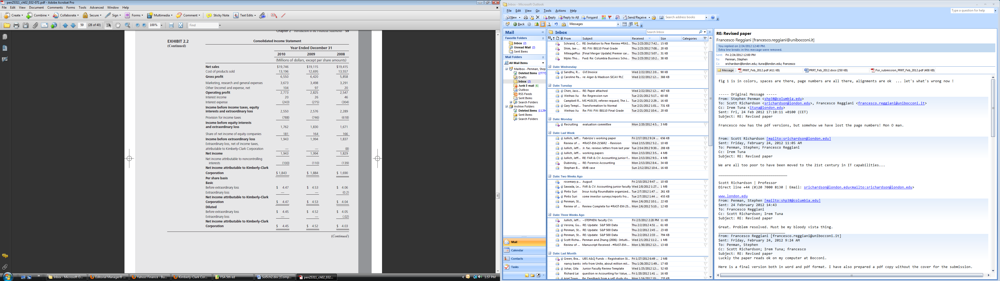 pen25311_ch02_032-071.pdf - Adobe Acrobat Pro
File Edit View Document Comments Forms Tools Advanced Window Help
Create Combine Collaborate Secure Sign Forms Multimedia Comment Sticky Note Text Edits
59 (28 of 40) 100% Find
Chapter 2 Introduction to the Financial Statements 59
EXHIBIT 2.2
(Continued)
Consolidated Income Statement
Year Ended December 31
2010 2009 2008
(Millions of dollars, except per share amounts)
Net sales $19,746 $19,115 $19,415
Cost of products sold 13,196 12,695 13,557
Gross profit 6,550 6,420 5,858
Marketing, research and general expenses 3,673 3,498 3,291
Other (income) and expense, net 104 97 20
Operating profit 2,773 2,825 2,547
Interest income 20 26 46
Interest expense (243) (275) (304)
Income before income taxes, equity
interests and extraordinary loss 2,550 2,576 2,289
Provision for income taxes (788) (746) (618)
Income before equity interests
and extraordinary loss 1,762 1,830 1,671
Share of net income of equity companies 181 164 166
Income before extraordinary loss 1,943 1,994 1,837
Extraordinary loss, net of income taxes,
attributable to Kimberly-Clark Corporation — — (8)
Net income 1,943 1,994 1,829
Net income attributable to noncontrolling
interests (100) (110) (139)
Net income attributable to Kimberly-Clark
Corporation $ 1,843 $ 1,884 $ 1,690
Per share basis
Basic
Before extraordinary loss $ 4.47 $ 4.53 $ 4.06
Extraordinary loss — — (0.2)
Net income attributable to Kimberly-Clark
Corporation $ 4.47 $ 4.53 $ 4.04
Diluted
Before extraordinary loss $ 4.45 $ 4.52 $ 4.05
Extraordinary loss — — (.02)
Net income attributable to Kimberly-Clark
Corporation $ 4.45 $ 4.52 $ 4.03
(Continued)
Inbox - Microsoft O... Editorial Manager® ... Yahoo! Finance - Bu... Kimberly-Clark Cor... FSA 5th ed Sol5ch2.doc [Comp... pen25311_ch02_032... 1:57 PM
Inbox - Microsoft Outlook
File Edit View Go Tools Actions Help
Type a question for help
New Reply Reply to All Forward Send/Receive Search address books
Back Messages
Mail
Favorite Folders
Inbox (2)
Unread Mail (2)
Sent Items
Mail Folders
All Mail Items
Mailbox - Penman, Step
Deleted Items (2777)
Drafts
Inbox (2)
Junk E-mail [6]
Outbox
RSS Feeds
Sent Items
Search Folders
Archive Folders
Deleted Items (11294
Sent Items
Search Folders
Mail
Calendar
Contacts
Tasks
Inbox
Search Inbox
From Subject Received Size Categories
Schrand, C... RE: Invitation to Peer Review #RAS... Thu 2/23/2012 7:42... 15 KB
Shim, Jae-... RE: FW: B8110 Final Grade Thu 2/23/2012 7:08... 20 KB
MileagePlus [Final Merger Update] Premier car... Thu 2/23/2012 5:07... 31 KB
Myles Tho... Fwd: Re: Columbia Business Scho... Thu 2/23/2012 10:2... 38 KB
Date: Wednesday
Sandhu, R... GVI Invoice Wed 2/22/2012 2:0... 90 KB
Caroline Pa... re: Alger & Madison SICAV PLC Wed 2/22/2012 12:... 388 KB
Date: Tuesday
Chen, Jaso... RE: Paper attached Wed 2/22/2012 12:... 467 KB
Weihao Xu Re: Regression run Tue 2/21/2012 5:17... 60 KB
Campbell R... MS #10135, referee request, The J... Tue 2/21/2012 2:29... 16 KB
Gary Templ... Transformation to Normal Tue 2/21/2012 1:01... 731 KB
Weihao Xu Re: FW: FW: B8110 Final Grade Tue 2/21/2012 10:4... 20 KB
Date: Monday
Recruiting evaluation committee Mon 2/20/2012 4:5... 3 MB
Date: Last Week
Jullich, Jeff... Fabrizio's working paper Fri 2/17/2012 9:24 ... 656 KB
Review of ... #RAST-EM-2156R2 - Revision Wed 2/15/2012 5:2... 10 KB
Jullich, Jeff... Jr. fac. reviews letters from last year Tue 2/14/2012 9:30... 208 KB
Jullich, Jeff... working papers Mon 2/13/2012 3:5... 4 MB
Jullich, Jeff... RE: FAR & CV: Accounting junior f... Mon 2/13/2012 9:3... 4 MB
Dubinsky, ... RE: Forensic Accounting Mon 2/13/2012 8:4... 34 KB
Stephan B... KMB case Sun 2/12/2012 10:4... 16 KB
Date: Two Weeks Ago
rosemary p... August Fri 2/10/2012 9:47 ... 10 KB
Sawada, Le... FAR & CV: Accounting junior faculty Wed 2/8/2012 1:27... 1 MB
Pinto Suri Insur Acctg Roundtable organized... Tue 2/7/2012 1:47 ... 261 KB
Pinto Suri some investor surveys/reports fro... Tue 2/7/2012 1:44 ... 455 KB
Penman, St... Mon 2/6/2012 10:1... 22 KB
Review of ... Review Complete for #RAST-EM-25... Mon 2/6/2012 5:10... 12 KB
Date: Three Weeks Ago
Jullich, Jeff... --STEPHEN: faculty CVs Fri 2/3/2012 2:28 PM 11 KB
Verona, Gu... RE: Update: S&P 500 Data Thu 2/2/2012 4:51 ... 61 KB
Penman, St... RE: Update: S&P 500 Data Thu 2/2/2012 2:45 ... 23 KB
Penman, St... RE: Update: S&P 500 Data Thu 2/2/2012 2:33 ... 794 KB
Scott Richa... Penman and Zhang (2006) : Intuiti... Wed 2/1/2012 11:2... 1 MB
Review of ... Manuscript Received - #RAST-EM-... Mon 1/30/2012 12:... 13 KB
Date: Last Month
Green, Bra... UBS A&Q Funds -- Registration St... Fri 1/27/2012 6:49 ... 2 MB
nancy banks info from Unite, about million mil... Thu 1/26/2012 1:49... 17 KB
Johar, Gita Junior Faculty Review Template Wed 1/25/2012 12:... 52 KB
Richard Lai question re Accounting for Value, ... Fri 1/20/2012 1:41 ... 16 KB
Ariel Town... Re: Feedback from a self study stu... Mon 1/16/2012 10:... 235 KB
RE: Revised paper
Francesco Reggiani [francesco.reggiani@unibocconi.it]
You replied on 2/24/2012 12:40 PM.
Extra line breaks in this message were removed.
Sent: Fri 2/24/2012 12:00 PM
To: Penman, Stephen
Cc: srichardson@london.edu; ituna@london.edu; francesco
Message PRRT_Feb_2012.pdf (411 KB) PRRT_Feb_2012.docx (250 KB) For_submission_PRRT_Feb_2012.pdf (408 KB)
fig 1 is in colors, spaces are there, page numbers are all there, alignments are ok ... let's what's wrong now !
----- Original Message -----
From: Stephen Penman <shp38@columbia.edu>
To: Scott Richardson <srichardson@london.edu>, Francesco Reggiani <francesco.reggiani@unibocconi.it>
Cc: Irem Tuna <ituna@london.edu>
Sent: Fri, 24 Feb 2012 17:10:11 +0100 (CET)
Subject: RE: Revised paper
Francesco now has the pdf versions, but somehow we have lost the page numbers! Mon O man.
From: Scott Richardson [mailto:srichardson@london.edu]
Sent: Friday, February 24, 2012 11:05 AM
To: Penman, Stephen; Francesco Reggiani
Cc: Irem Tuna
Subject: RE: Revised paper
We are all too poor to have been moved to the 21st century in IT capabilities...
Scott Richardson | Professor
Direct line +44 (0)20 7000 8130 | Email: srichardson@london.edu<mailto:srichardson@london.edu>
www.london.edu
From: Penman, Stephen [mailto:shp38@columbia.edu]
Sent: 24 February 2012 14:43
To: Francesco Reggiani
Cc: Scott Richardson; Irem Tuna
Subject: RE: Revised paper
Great. Problem resolved. Must be my bloody vista thing.
From: Francesco Reggiani [francesco.reggiani@unibocconi.it]
Sent: Friday, February 24, 2012 9:24 AM
To: Penman, Stephen
Cc: Scott Richardson; Irem Tuna; francesco
Subject: RE: Revised paper
Luckly the paper reads ok on my computer at Bocconi.
Here is a final version both in word and pdf format. I have also prepared a pdf copy without the cover for the submission.